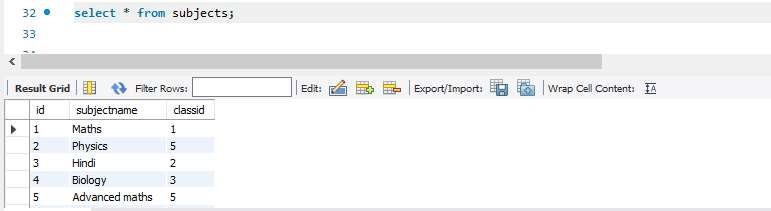 32 select * from subjects;
33
Result Grid Filter Rows: Edit: Export/Import: Wrap Cell Content:
id subjectname classid
1 Maths 1
2 Physics 5
3 Hindi 2
4 Biology 3
5 Advanced maths 5